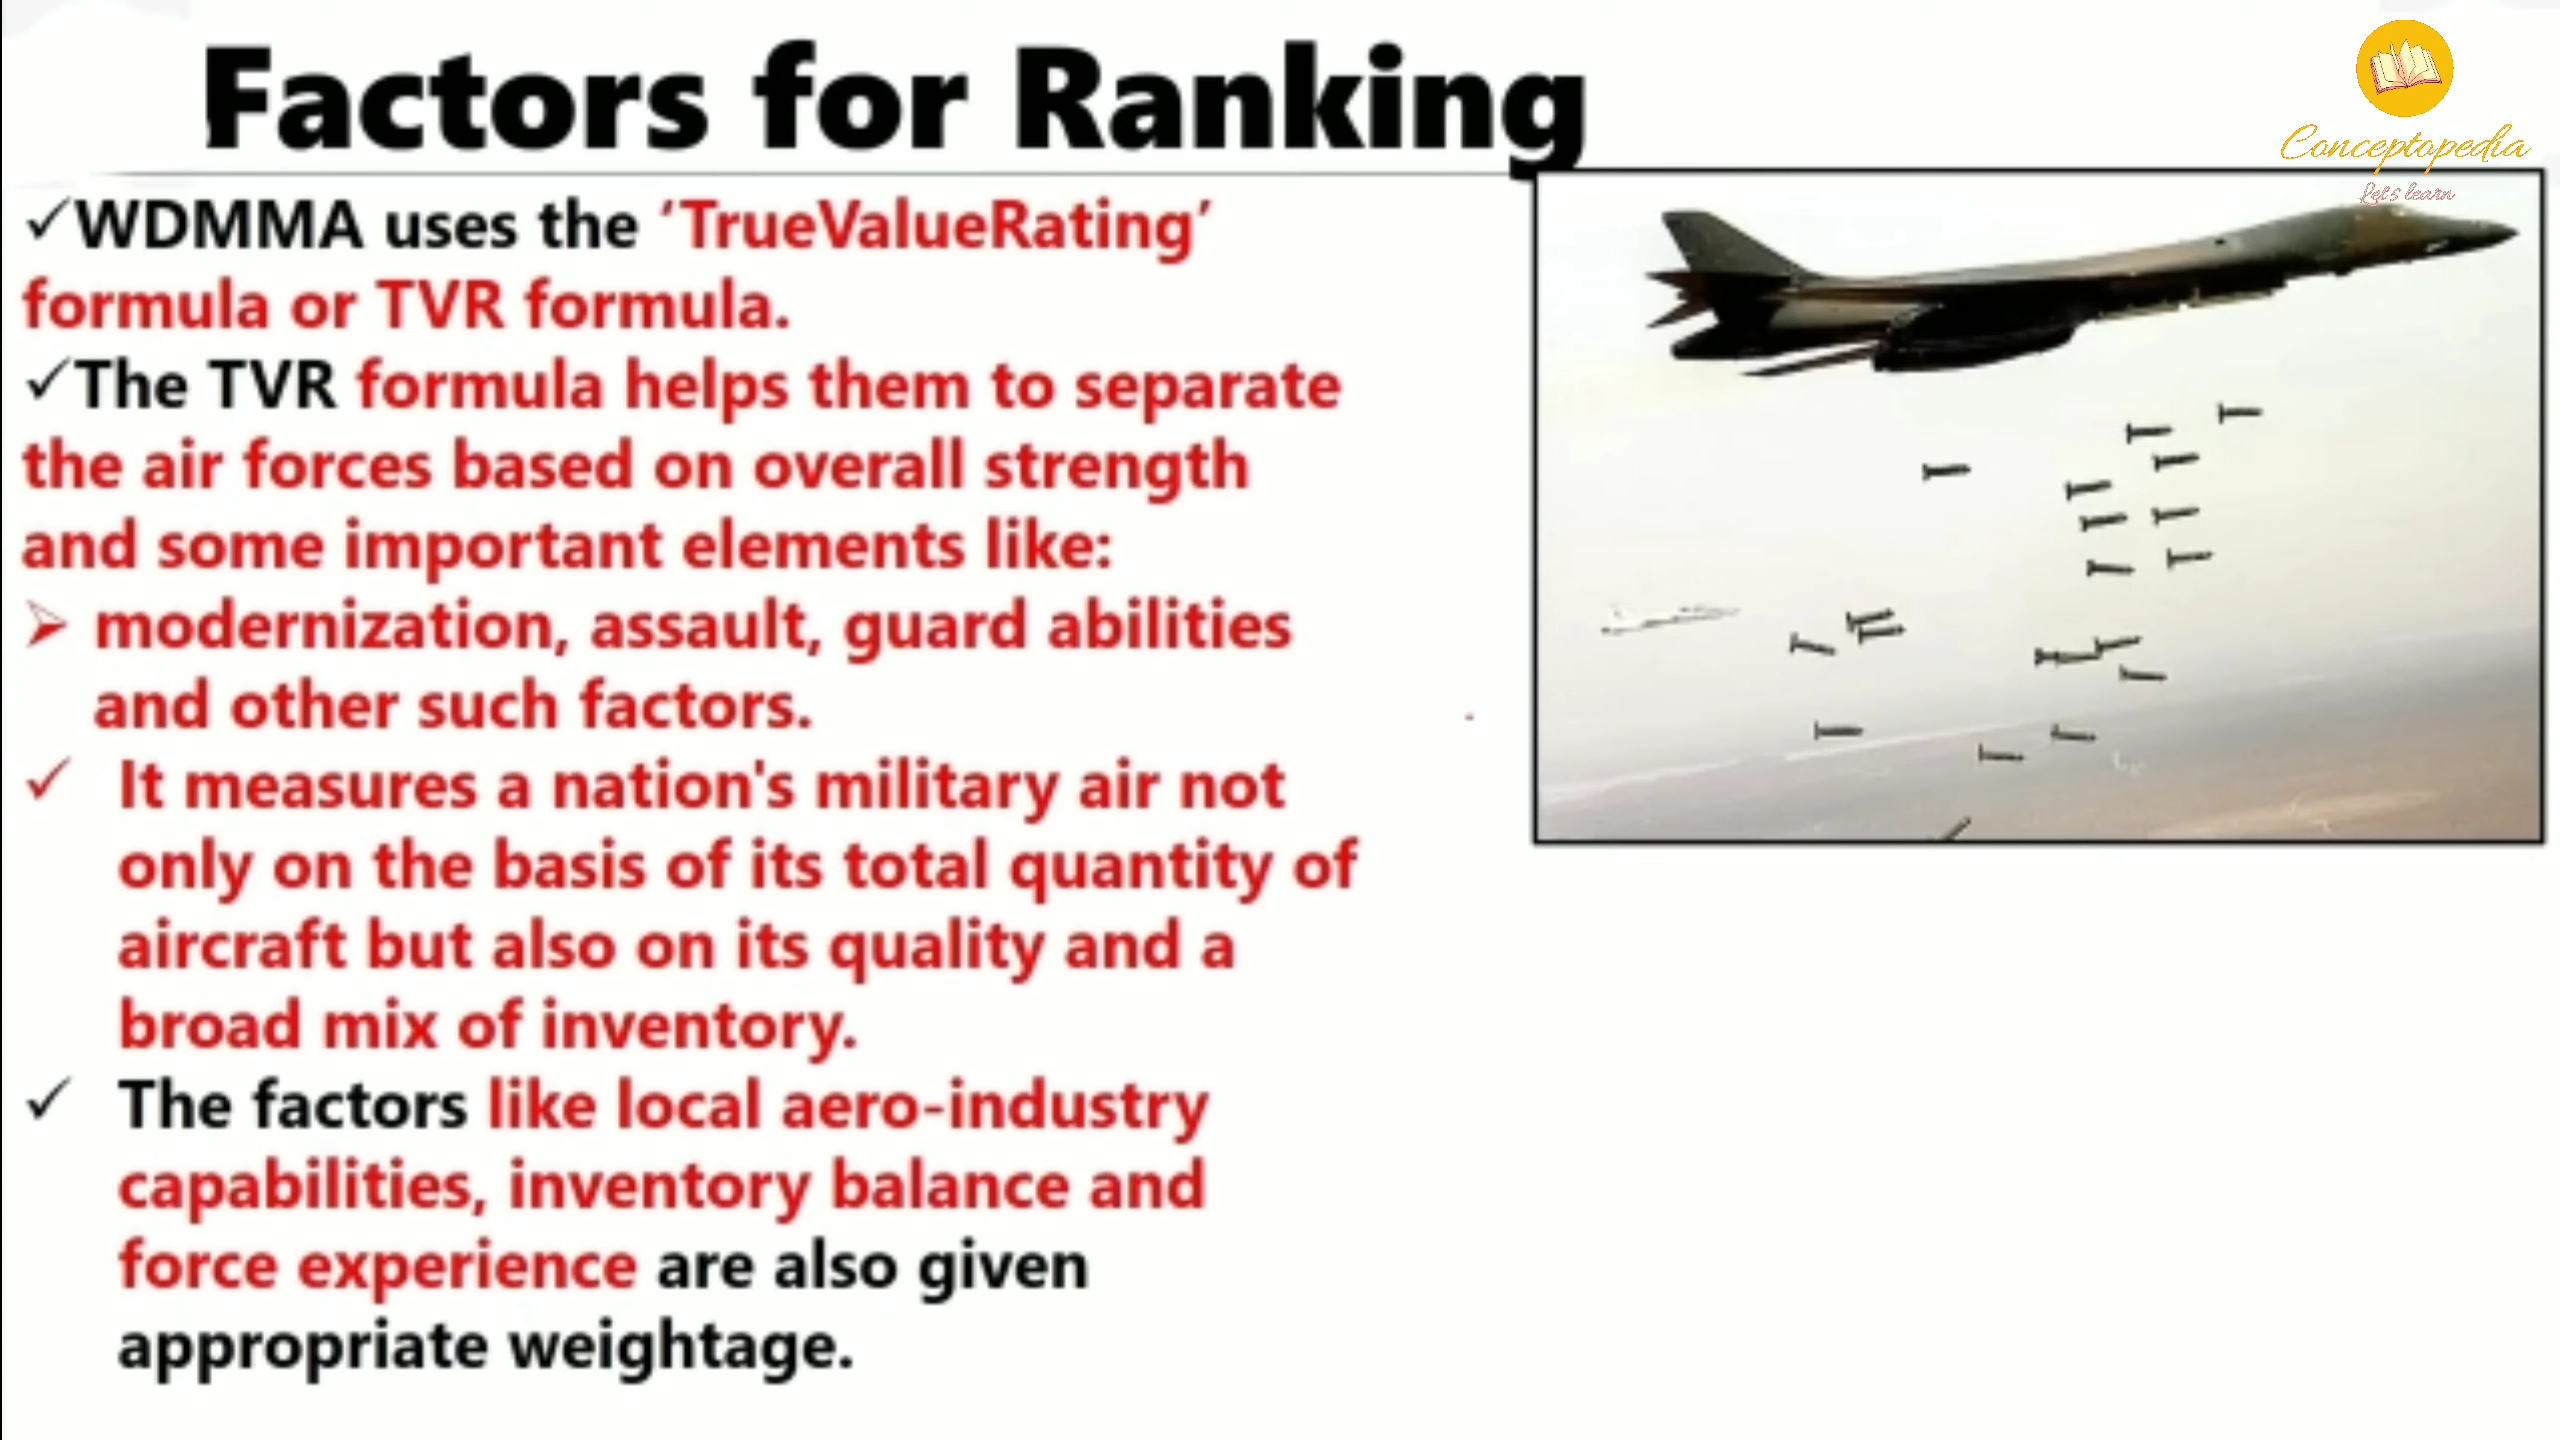 Factors for Ranking
Conceptopedia
Let's learn
✓WDMMA uses the ‘TrueValueRating’
formula or TVR formula.
✓The TVR formula helps them to separate
the air forces based on overall strength
and some important elements like:
➢ modernization, assault, guard abilities
and other such factors.
✓ It measures a nation's military air not
only on the basis of its total quantity of
aircraft but also on its quality and a
broad mix of inventory.
✓ The factors like local aero-industry
capabilities, inventory balance and
force experience are also given
appropriate weightage.